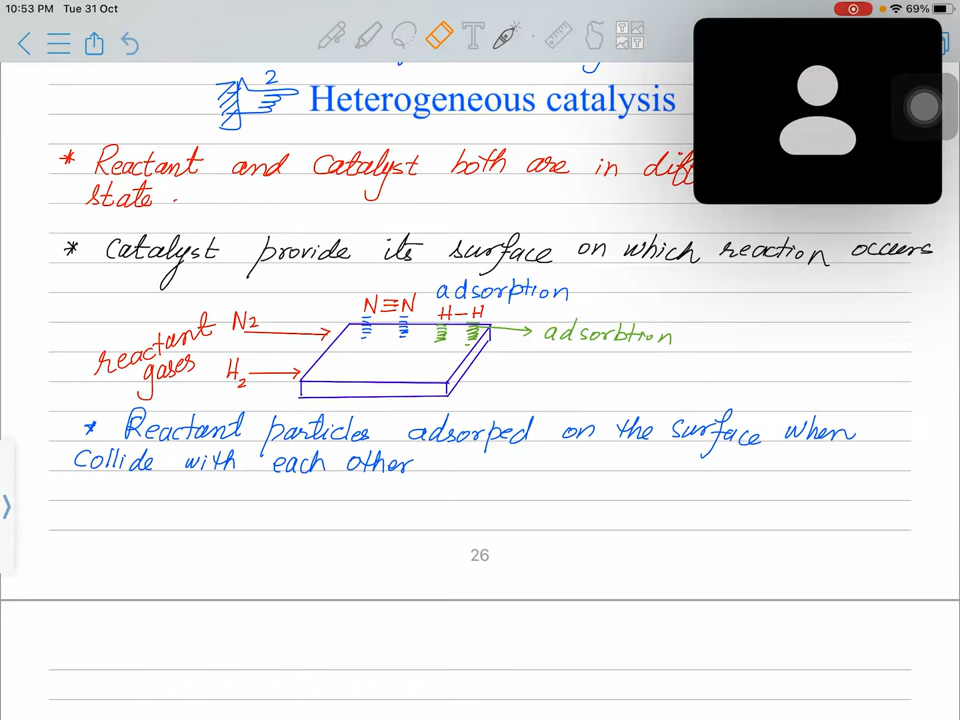 10:53 PM Tue 31 Oct
69%
2
Heterogeneous catalysis
* Reactant and Catalyst both are in diff
state.
* Catalyst provide its surface on which reaction occurs
adsorption
N≡N H-H
reactant gases
N2
adsorbtion
H2
* Reactant particles adsorped on the surface when
collide with each other
26